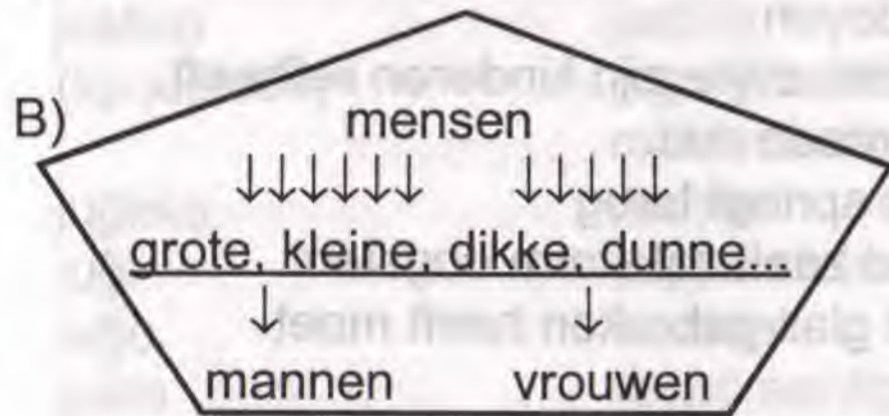 B)
mensen
↓↓↓↓↓↓ ↓↓↓↓↓
grote, kleine, dikke, dunne...
↓ ↓
mannen vrouwen